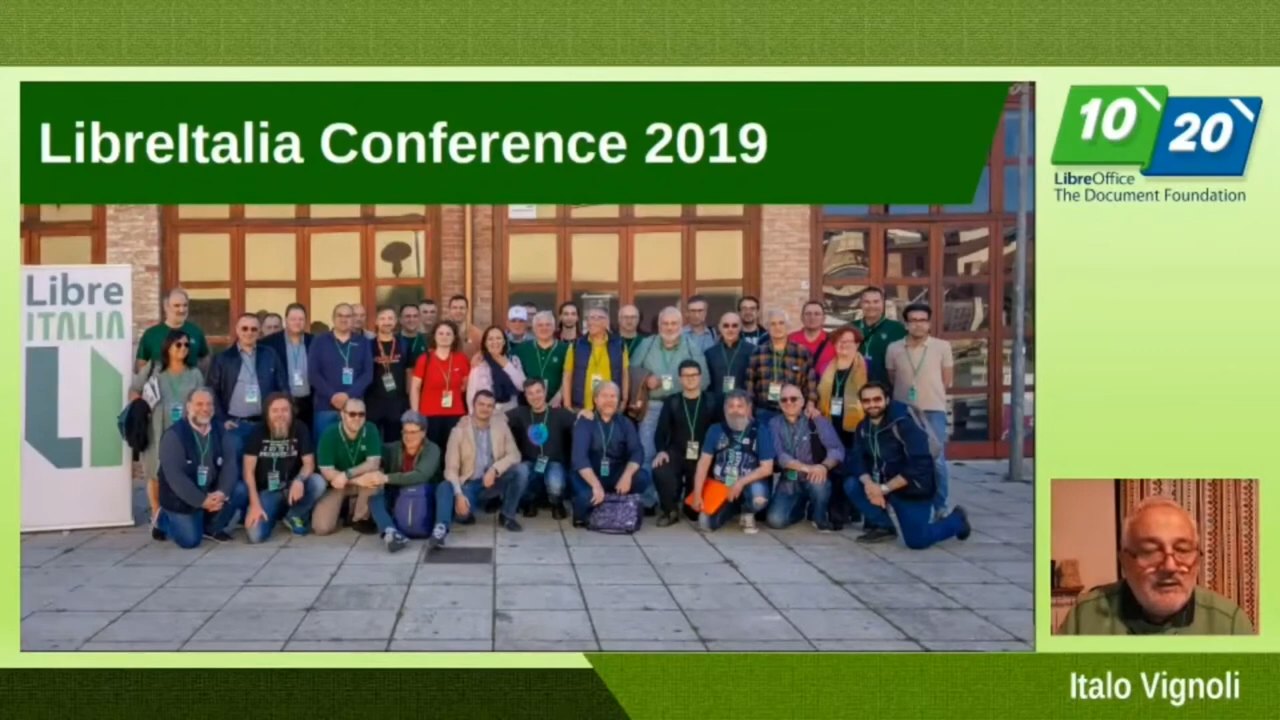 LibreItalia Conference 2019
10
20
LibreOffice
The Document Foundation
Libre
ITALIA
Italo Vignoli